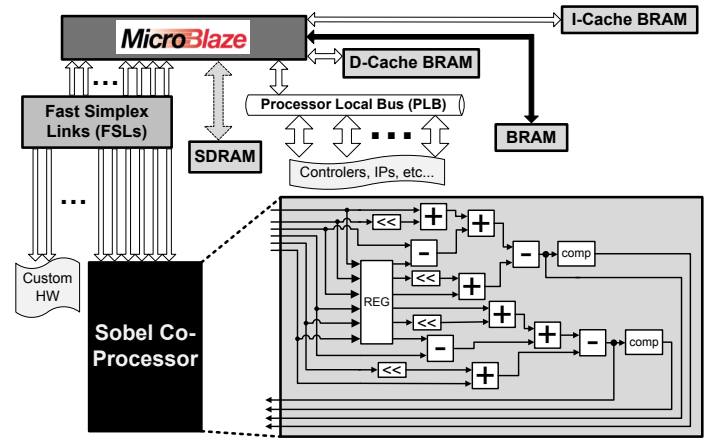 I-Cache BRAM
MicroBlaze
D-Cache BRAM
...
Processor Local Bus (PLB)
Fast Simplex
Links (FSLs)
BRAM
SDRAM
...
Controlers, IPs, etc...
...
Custom
HW
Sobel Co-
Processor
<< + +
- - comp
<< +
REG
<< + +
- - comp
<< +